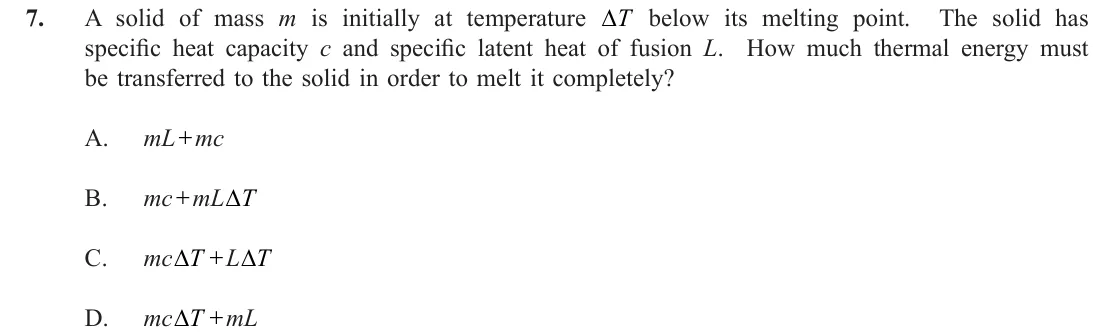 7. A solid of mass m is initially at temperature ΔT below its melting point. The solid has
specific heat capacity c and specific latent heat of fusion L. How much thermal energy must
be transferred to the solid in order to melt it completely?
A. mL+mc
B. mc+mLΔT
C. mcΔT+LΔT
D. mcΔT+mL